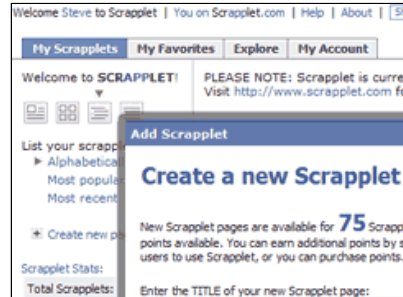 Welcome Steve to Scrapplet | You on Scrapplet.com | Help | About |
My Scrapplets My Favorites Explore My Account
Welcome to SCRAPPLET!
PLEASE NOTE: Scrapplet is curre
Visit http://www.scrapplet.com fo
List your scrapp
Alphabetical
Most popula
Most recent
Create new pa
Scrapplet Stats:
Total Scrapplets:
Add Scrapplet
Create a new Scrapplet
New Scrapplet pages are available for 75 Scrapp
points available. You can earn additional points by s
users to use Scrapplet, or you can purchase points.
Enter the TITLE of your new Scrapplet page: